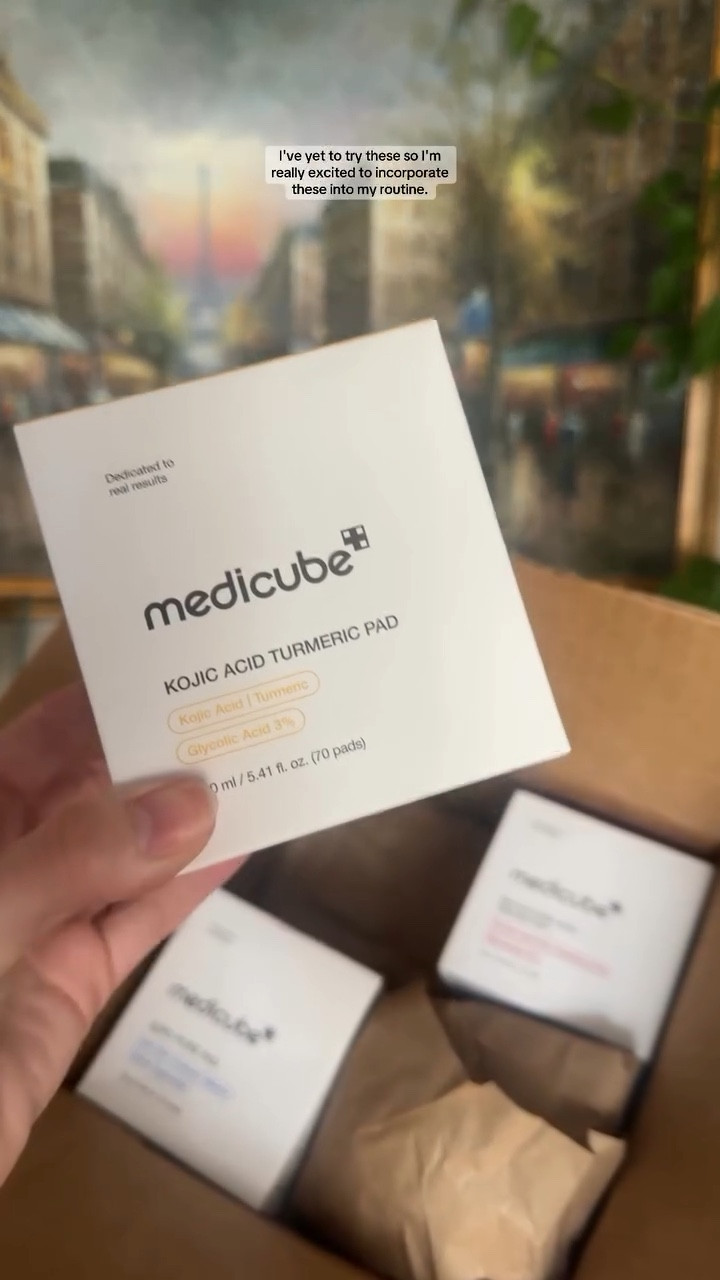 I've yet to try these so I'm
really excited to incorporate
these into my routine.
Dedicated to
real results
medicube
KOJIC ACID TURMERIC PAD
Kojic Acid | Turmeric
Glycolic Acid 3%
0 ml / 5.41 fl. oz. (70 pads)
medicube
medicube